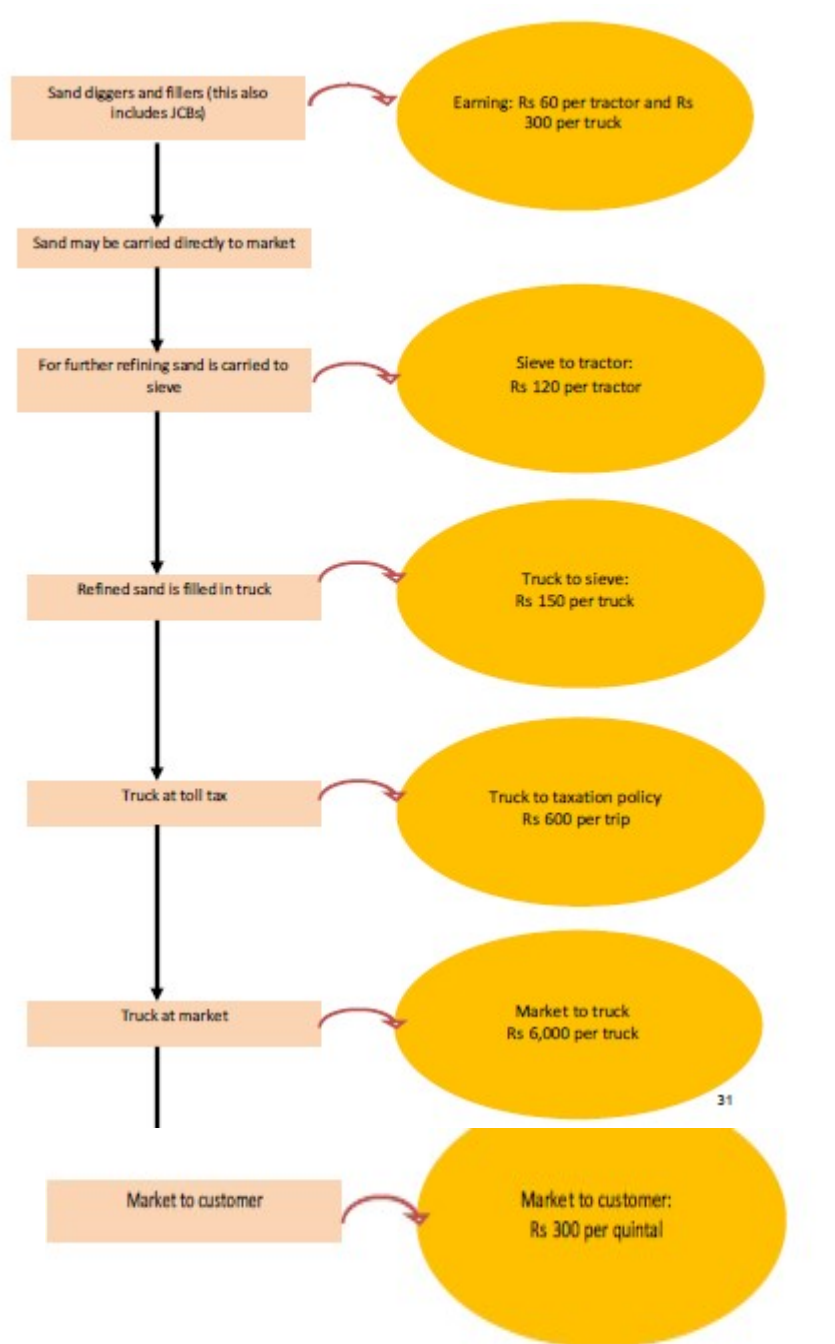 Sand diggers and fillers (this also
includes JCBs)
Earning: Rs 60 per tractor and Rs
300 per truck
Sand may be carried directly to market
For further refining sand is carried to
sieve
Sieve to tractor:
Rs 120 per tractor
Refined sand is filled in truck
Truck to sieve:
Rs 150 per truck
Truck at toll tax
Truck to taxation policy
Rs 600 per trip
Truck at market
Market to truck
Rs 6,000 per truck
31
Market to customer
Market to customer:
Rs 300 per quintal